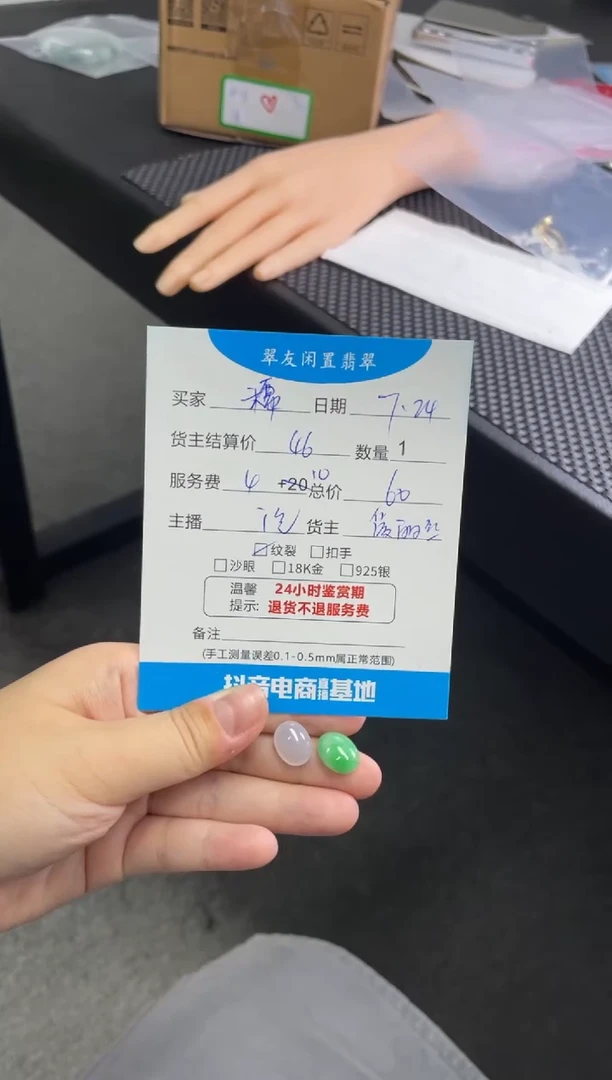 翠友闲置翡翠
买家 日期 7.24
货主结算价 46 数量 1
服务费 4 +20 10 总价 60
主播 货主
☑纹裂 □扣手
□沙眼 □18K金 □925银
温馨 24小时鉴赏期
提示: 退货不退服务费
备注
(手工测量误差0.1-0.5mm属正常范围)
抖音电商直播基地